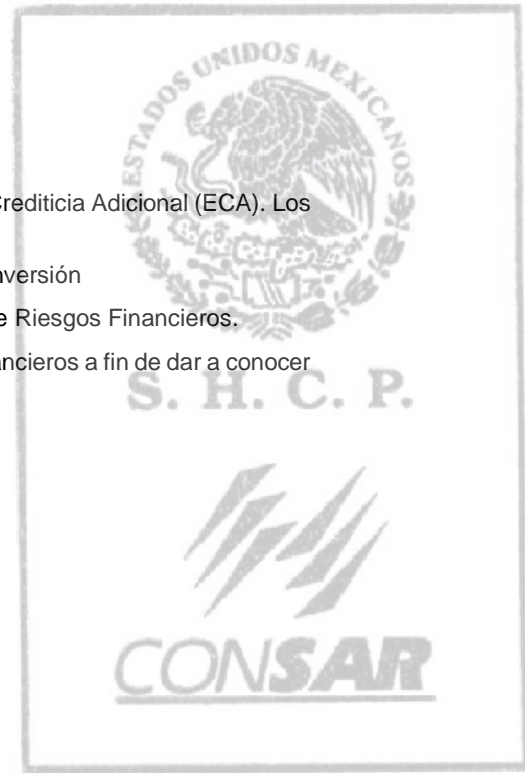 ESTADOS UNIDOS MEXICANOS
Crediticia Adicional (ECA). Los
nversión
e Riesgos Financieros.
ancieros a fin de dar a conocer
S. H. C. P.
CONSAR